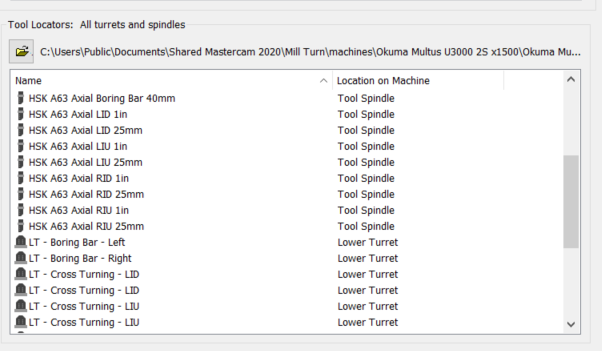 Tool Locators: All turrets and spindles
C:\Users\Public\Documents\Shared Mastercam 2020\Mill Turn\machines\Okuma Multus U3000 2S x1500\Okuma Mu...
Name Location on Machine
HSK A63 Axial Boring Bar 40mm Tool Spindle
HSK A63 Axial LID 1in Tool Spindle
HSK A63 Axial LID 25mm Tool Spindle
HSK A63 Axial LIU 1in Tool Spindle
HSK A63 Axial LIU 25mm Tool Spindle
HSK A63 Axial RID 1in Tool Spindle
HSK A63 Axial RID 25mm Tool Spindle
HSK A63 Axial RIU 1in Tool Spindle
HSK A63 Axial RIU 25mm Tool Spindle
LT - Boring Bar - Left Lower Turret
LT - Boring Bar - Right Lower Turret
LT - Cross Turning - LID Lower Turret
LT - Cross Turning - LID Lower Turret
LT - Cross Turning - LIU Lower Turret
LT - Cross Turning - LIU Lower Turret